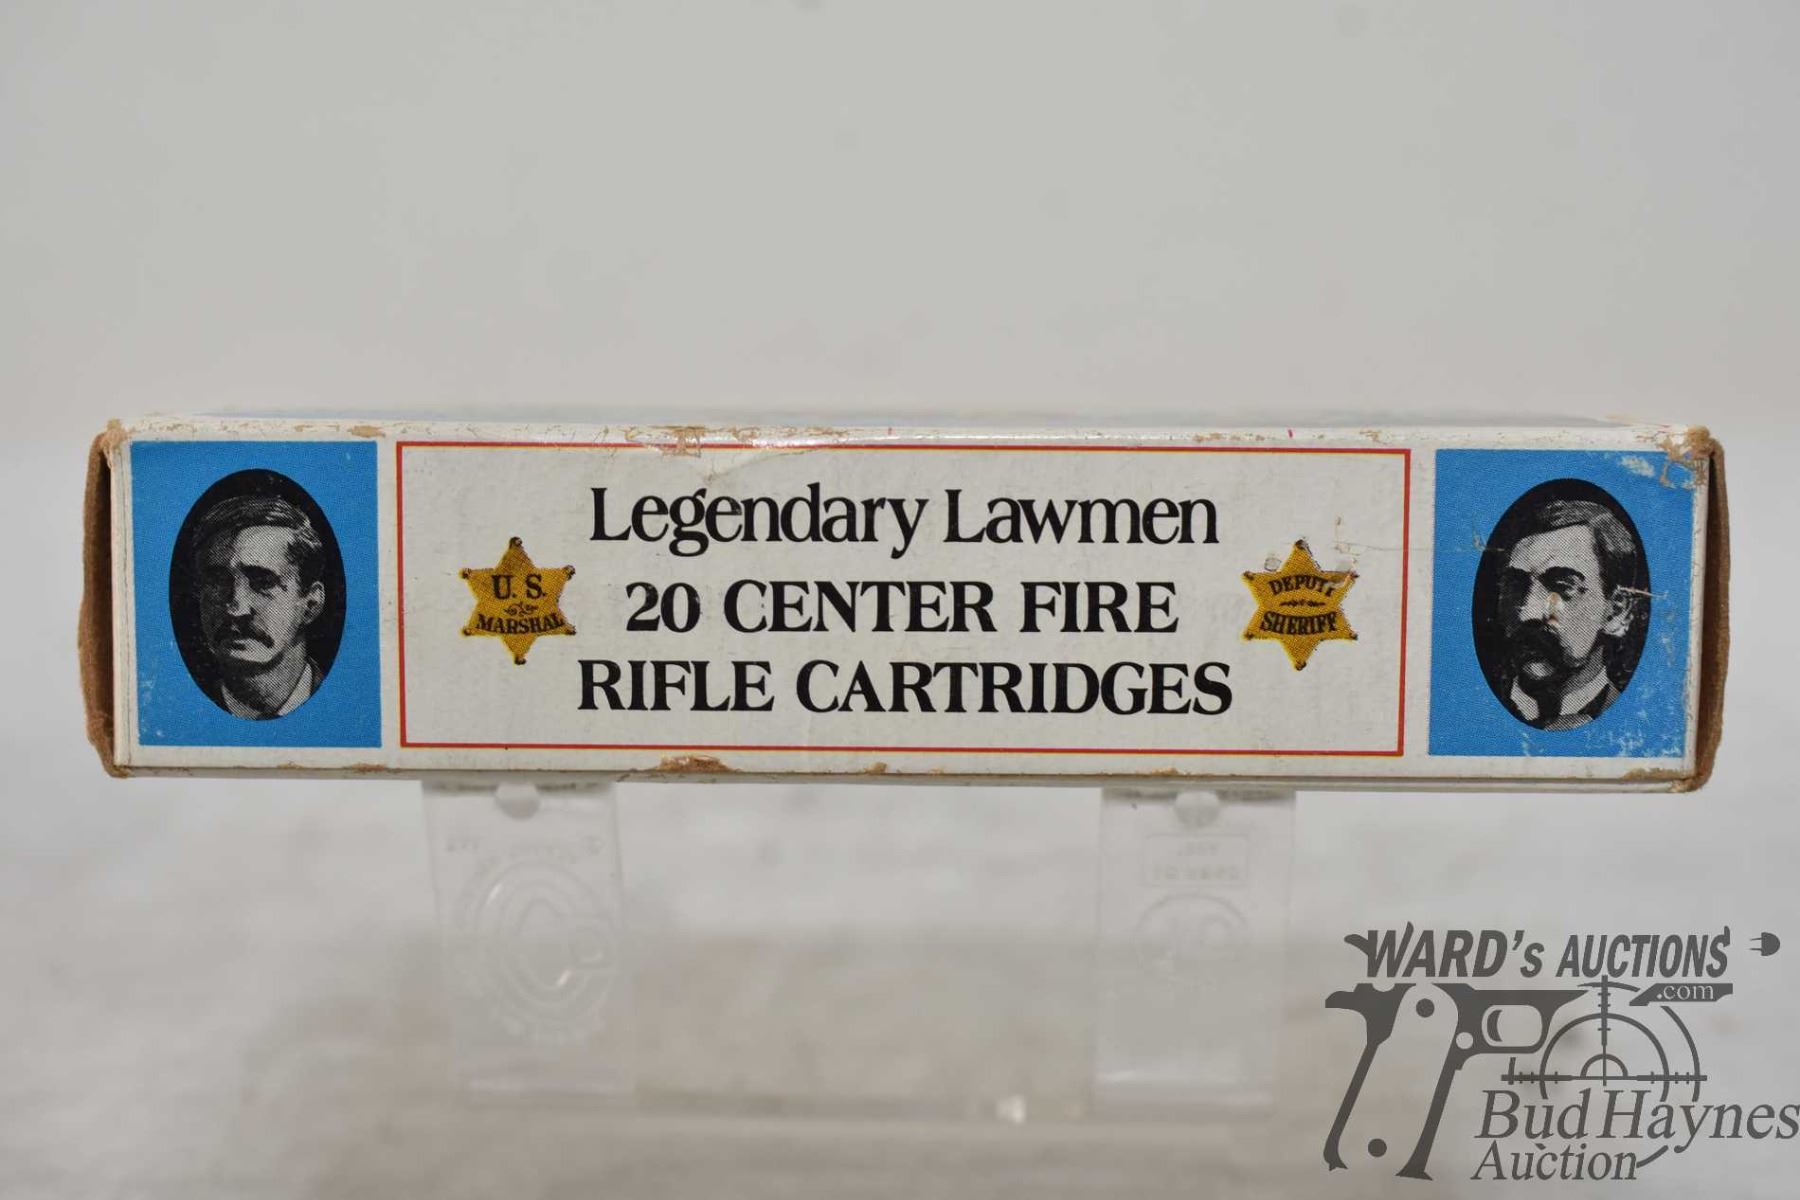 Legendary Lawmen
U.S.
MARSHAL
20 CENTER FIRE
DEPUTY
SHERIFF
RIFLE CARTRIDGES
WARD's AUCTIONS
.com
Bud Haynes
Auction